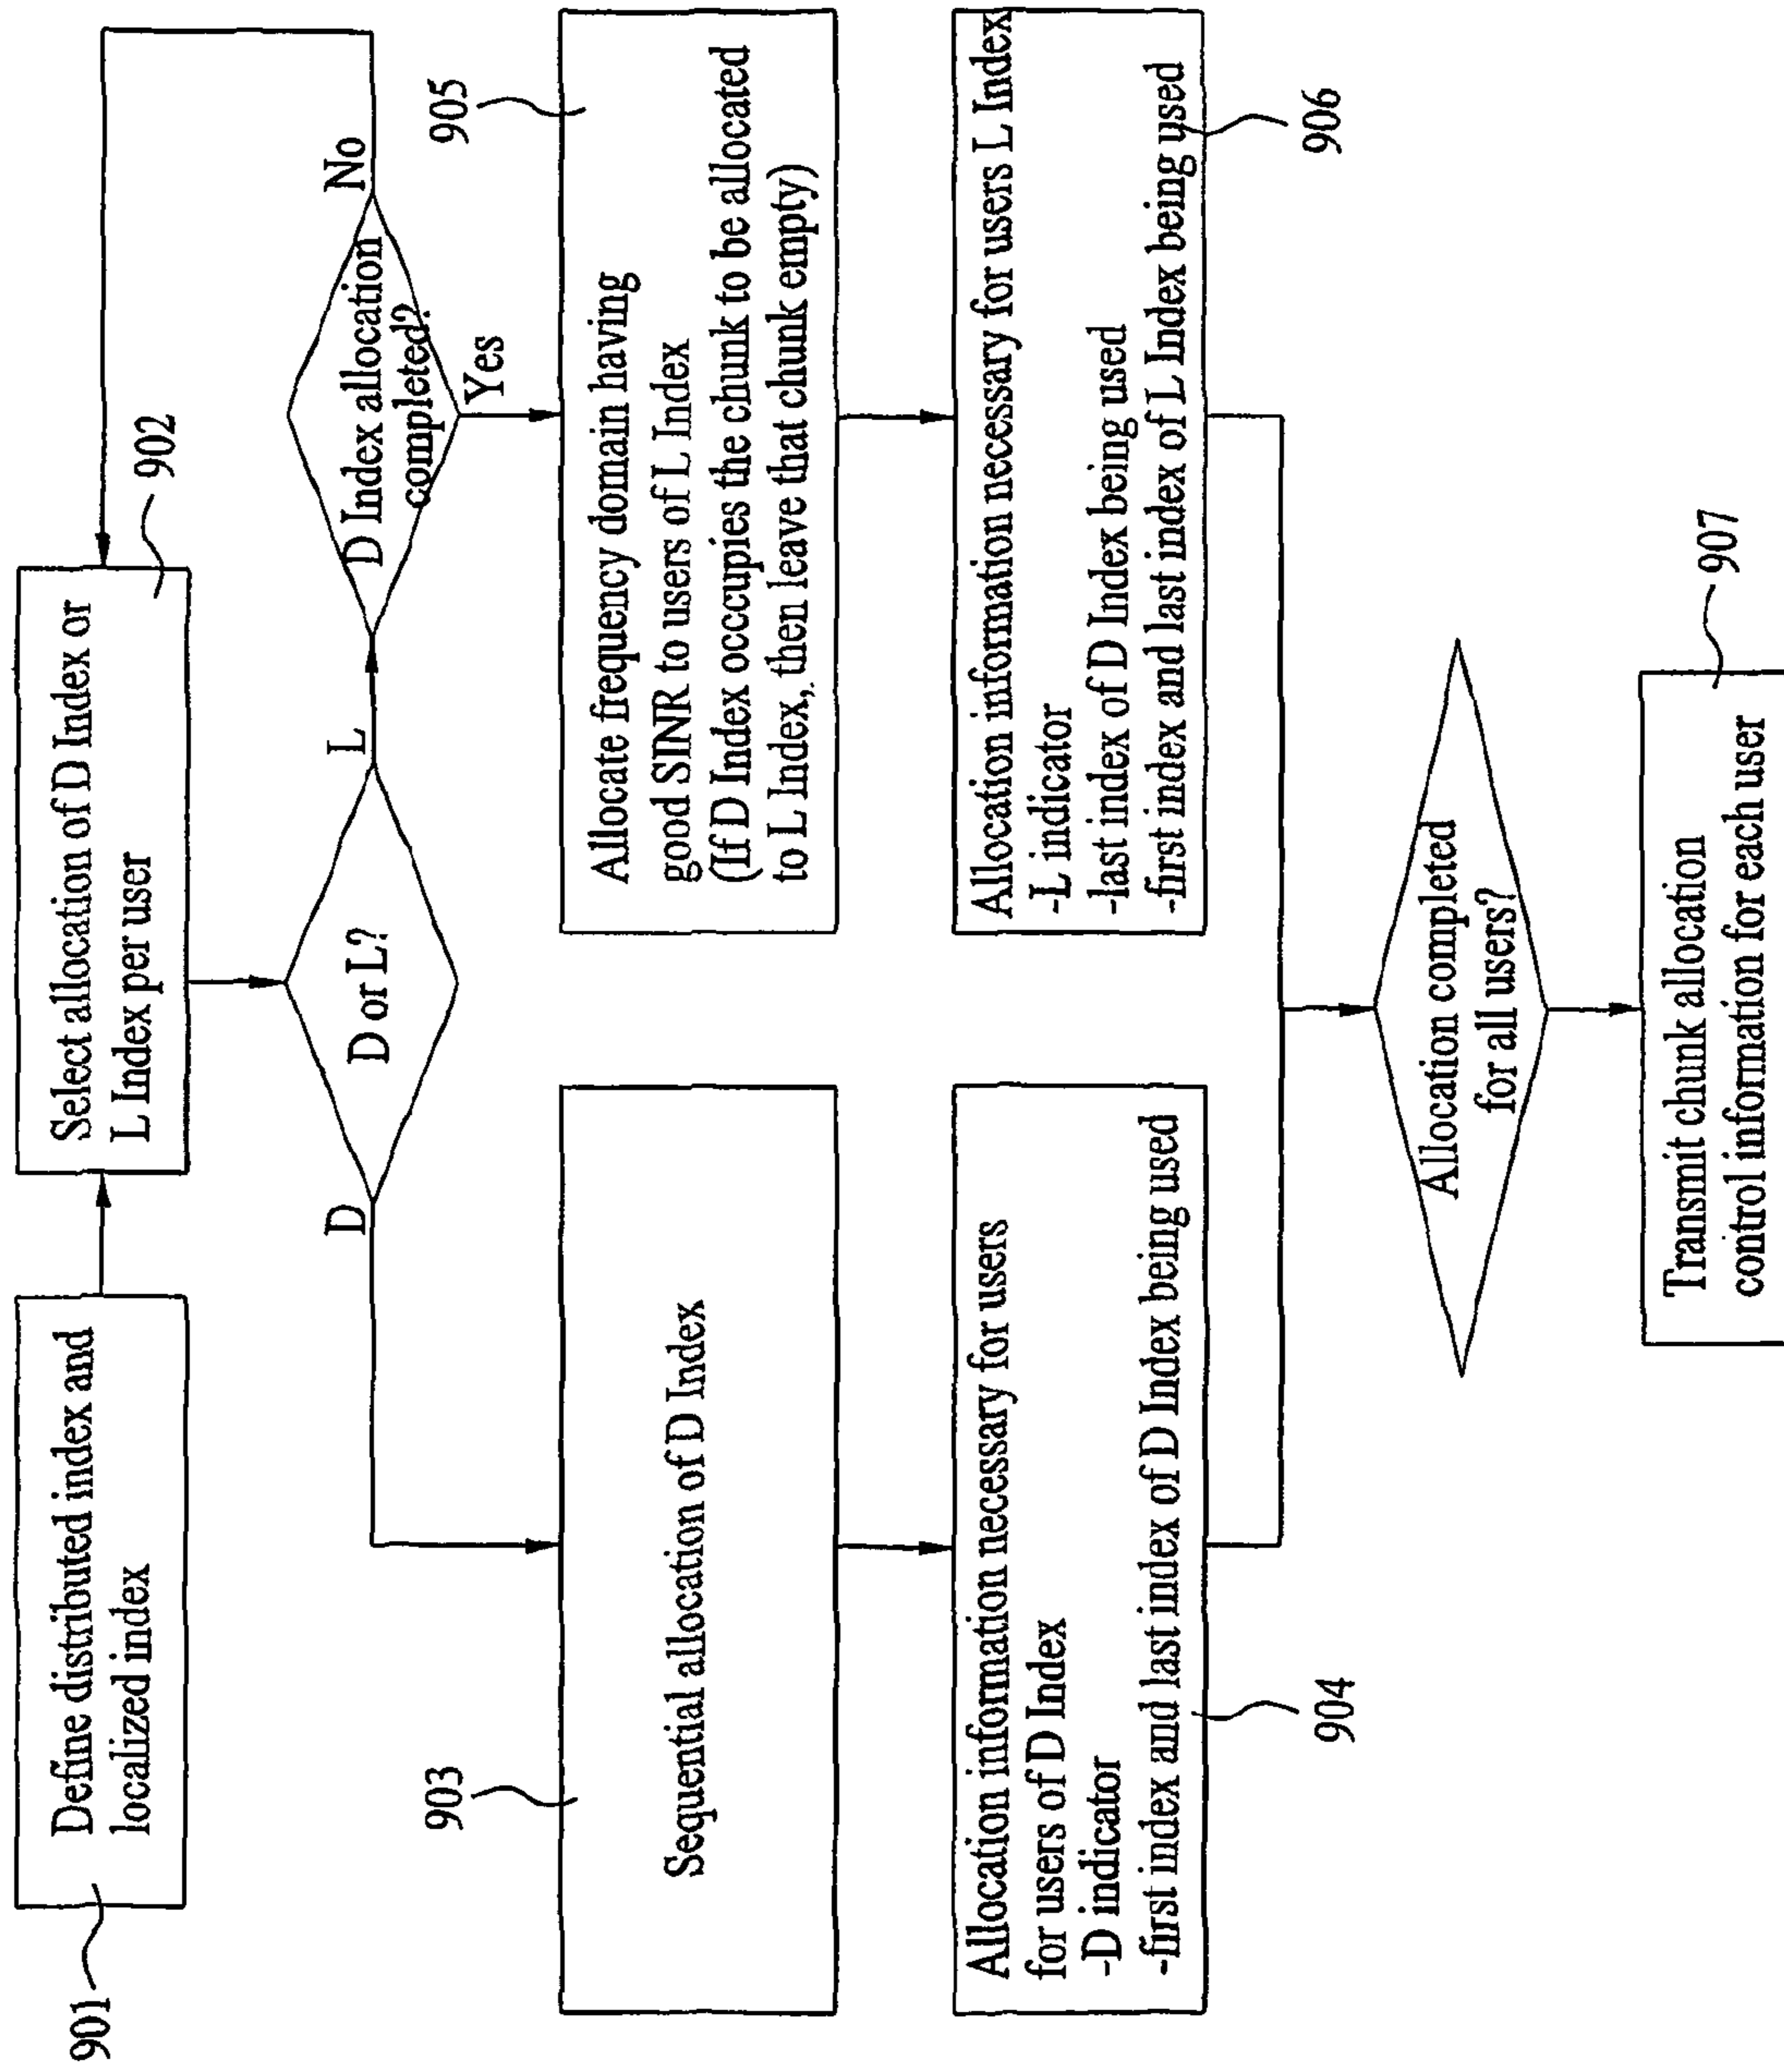 901
Define distributed index and
localized index
Select allocation of D Index or
L Index per user
902
D or L?
D
L
D Index allocation
completed?
No
Yes
903
Sequential allocation of D Index
905
Allocate frequency domain having
good SINR to users of L Index
(If D Index occupies the chunk to be allocated
to L Index, then leave that chunk empty)
Allocation information necessary for users
for users of D Index
-D indicator
-first index and last index of D Index being used
904
Allocation information necessary for users L Index
-L indicator
-last index of D Index being used
-first index and last index of L Index being used
906
Allocation completed
for all users?
907
Transmit chunk allocation
control information for each user